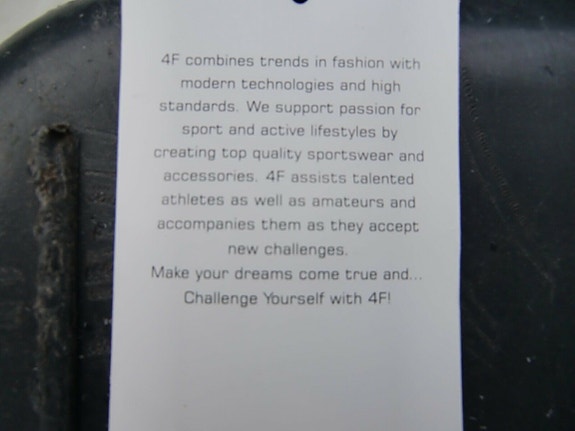 4F combines trends in fashion with
modern technologies and high
standards. We support passion for
sport and active lifestyles by
creating top quality sportswear and
accessories. 4F assists talented
athletes as well as amateurs and
accompanies them as they accept
new challenges.
Make your dreams come true and...
Challenge Yourself with 4F!